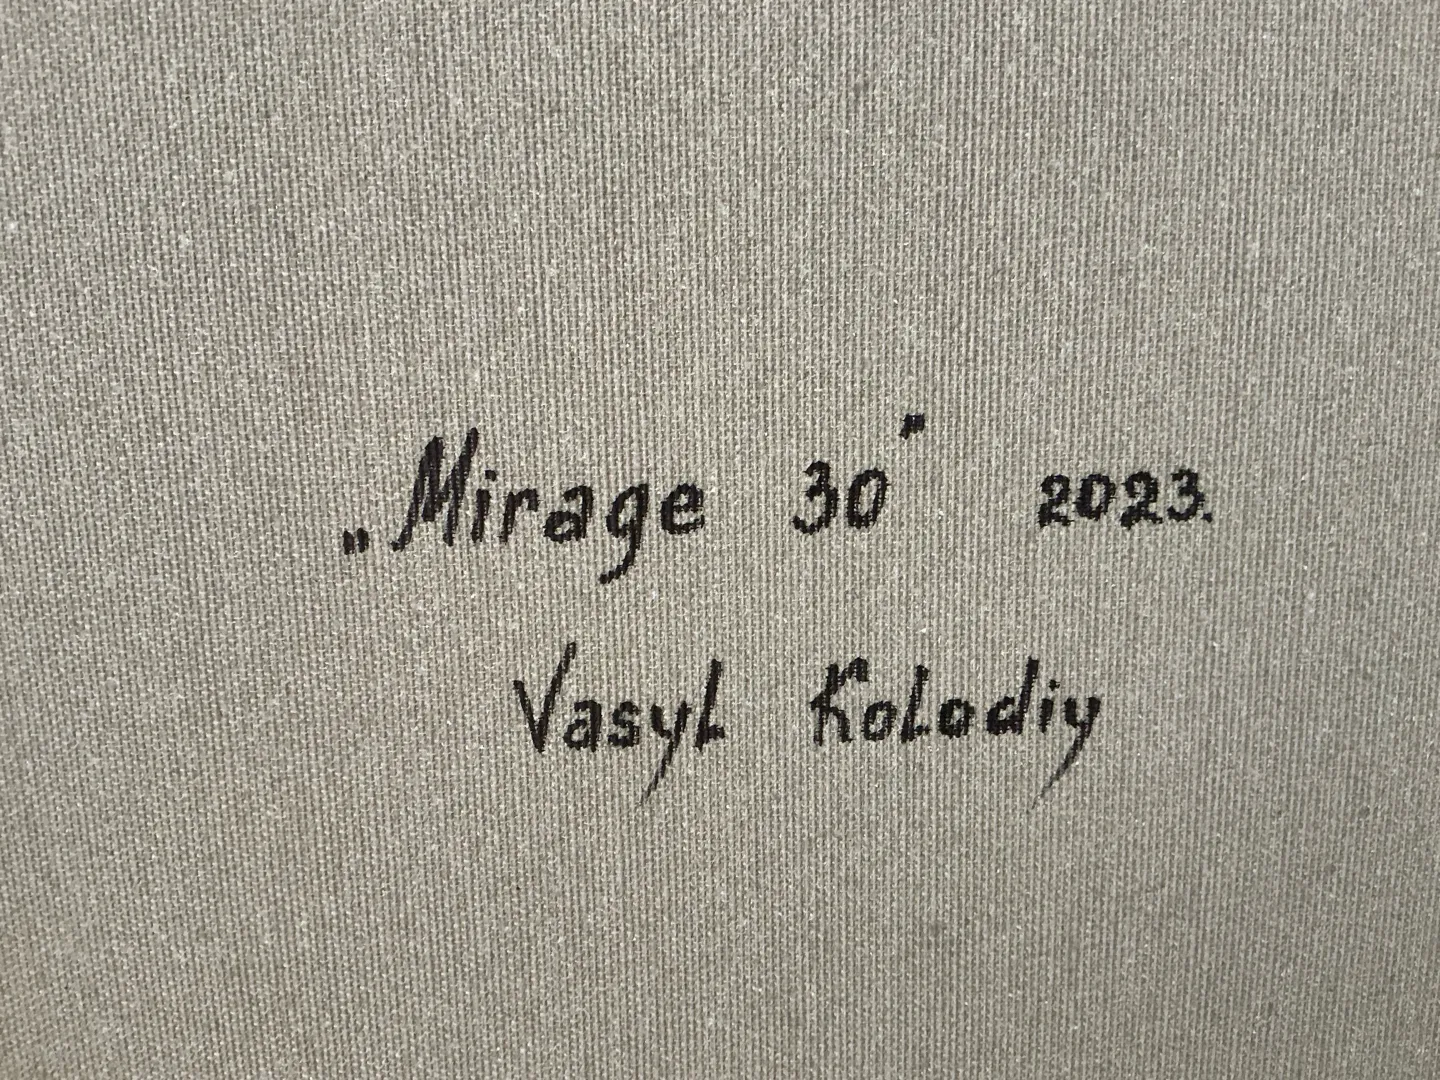 „Mirage 30" 2023.
Vasyl Kolodiy